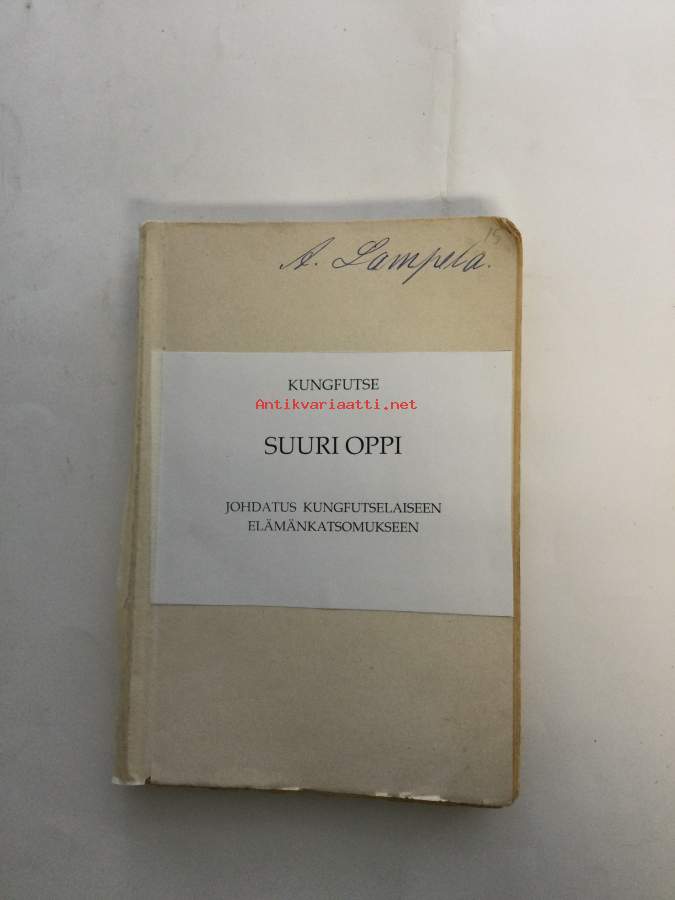 15
A. Lampela.
KUNGFUTSE
Antikvariaatti.net
SUURI OPPI
JOHDATUS KUNGFUTSELAISEEN
ELÄMÄNKATSOMUKSEEN